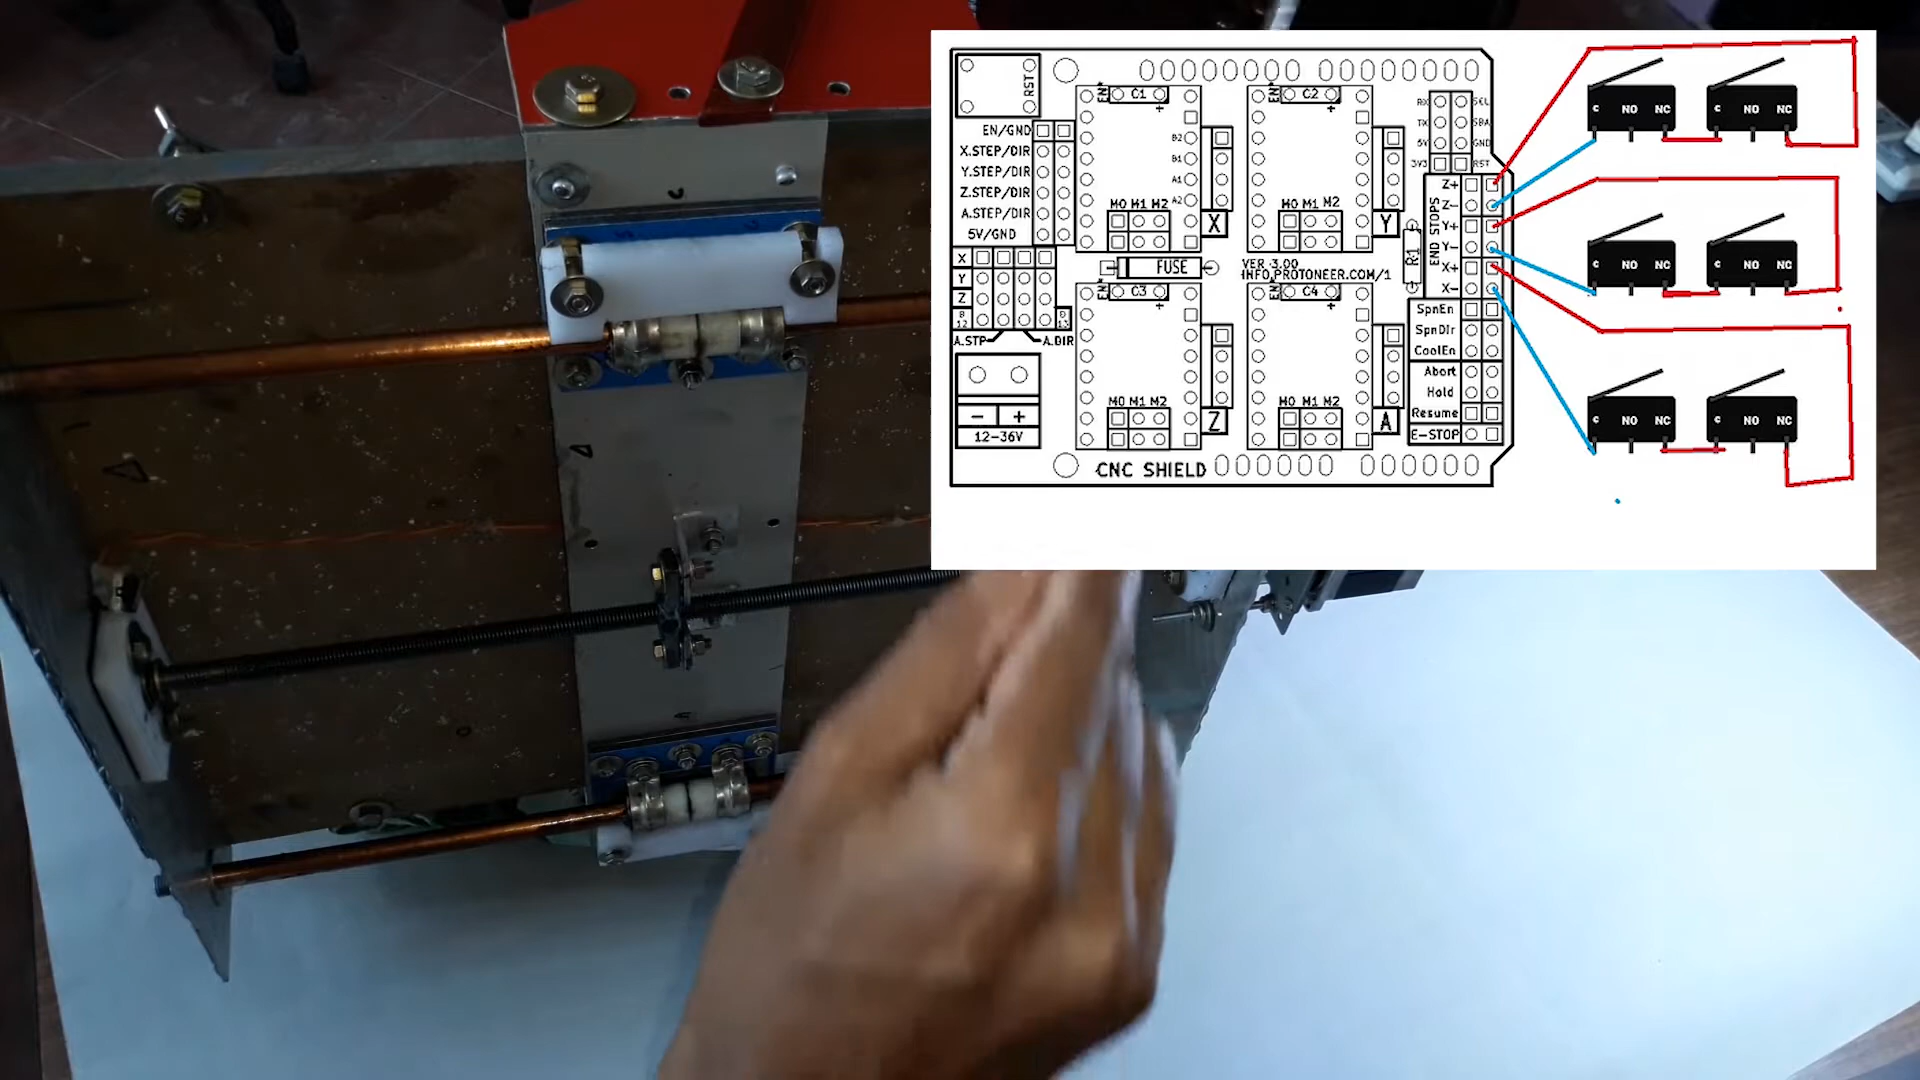 RST
C1
+
C2
+
EN*
EN*
EN/GND
X.STEP/DIR
Y.STEP/DIR
Z.STEP/DIR
A.STEP/DIR
5V/GND
B2
B1
A1
A2
M0 M1 M2
X
M0 M1 M2
Y
RX SCL
TX SDA
5V GND
3V3 RST
END STOPS
Z+
Z-
Y+
Y-
X+
X-
R1
X
Y
Z
D
12
D
13
A.STP
A.DIR
FUSE
VER 3.00
INFO.PROTONEER.COM/1
EN*
C3
+
EN*
C4
+
SpnEn
SpnDir
CoolEn
Abort
Hold
Resume
E-STOP
- +
12-36V
M0 M1 M2
Z
M0 M1 M2
A
CNC SHIELD
C NO NC
C NO NC
C NO NC
C NO NC
C NO NC
C NO NC